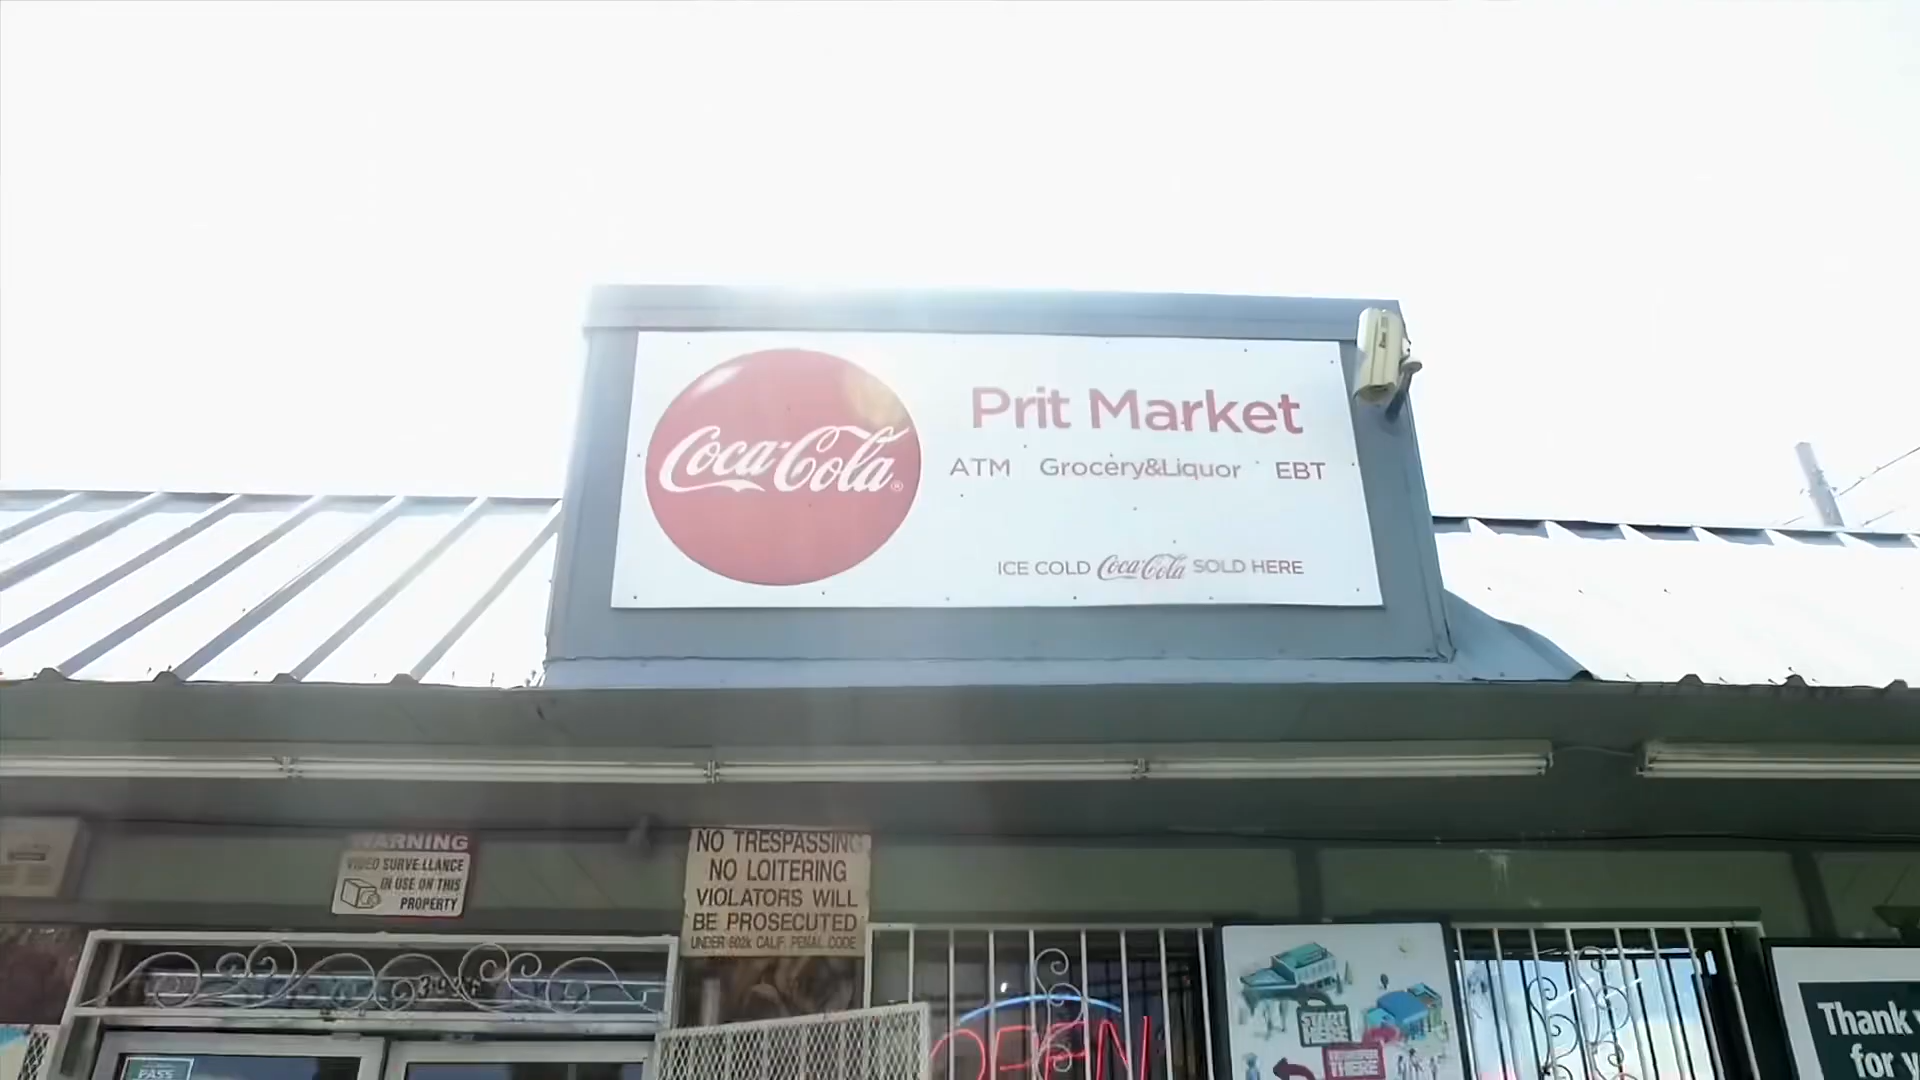 Coca-Cola
Prit Market
ATM Grocery&Liquor EBT
ICE COLD Coca-Cola SOLD HERE
WARNING
VIDEO SURVEILLANCE
IN USE ON THIS
PROPERTY
NO TRESPASSING
NO LOITERING
VIOLATORS WILL
BE PROSECUTED
UNDER 602k CALIF. PENAL CODE
OPEN
START
HERE
THERE
Thank
for
PASS